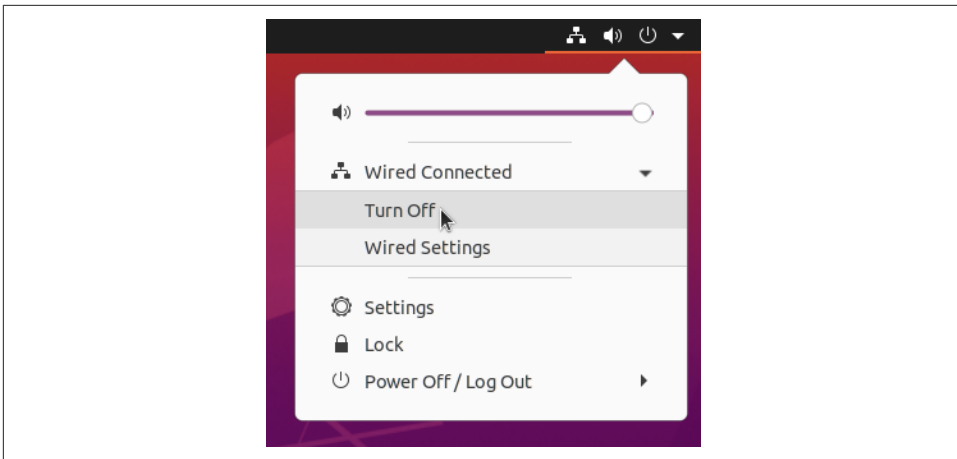 Wired Connected
Turn Off
Wired Settings
Settings
Lock
Power Off / Log Out